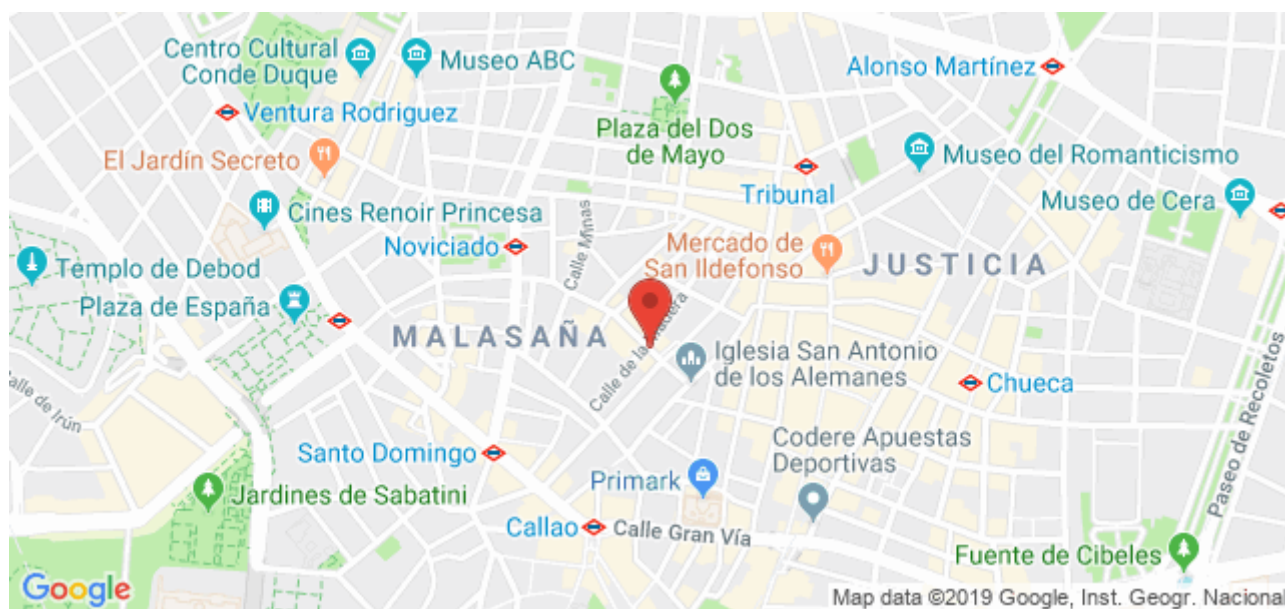 Centro Cultural
Conde Duque
Museo ABC
Alonso Martínez
Ventura Rodriguez
Plaza del Dos
de Mayo
El Jardín Secreto
Museo del Romanticismo
Tribunal
Museo de Cera
Cines Renoir Princesa
Calle Minas
Noviciado
Mercado de
San Ildefonso
JUSTICIA
Templo de Debod
Plaza de España
MALASAÑA
Calle de la
Iglesia San Antonio
de los Alemanes
Chueca
alle de Irún
Paseo de Recoletos
Santo Domingo
Codere Apuestas
Deportivas
Primark
Jardines de Sabatini
Callao
Calle Gran Vía
Fuente de Cibeles
Google
Map data ©2019 Google, Inst. Geogr. Naciona